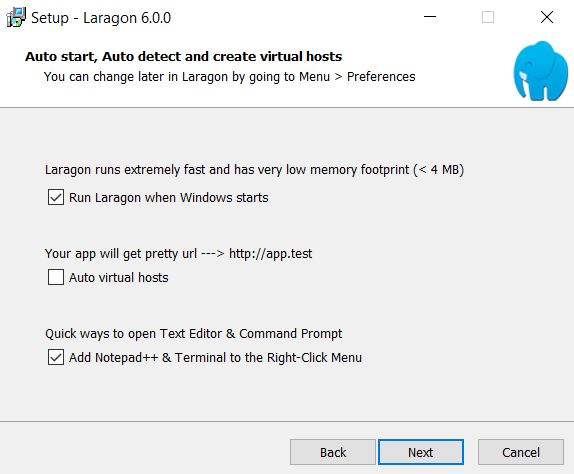 Setup - Laragon 6.0.0
Auto start, Auto detect and create virtual hosts
You can change later in Laragon by going to Menu > Preferences
Laragon runs extremely fast and has very low memory footprint (< 4 MB)
Run Laragon when Windows starts
Your app will get pretty url ---> http://app.test
Auto virtual hosts
Quick ways to open Text Editor & Command Prompt
Add Notepad++ & Terminal to the Right-Click Menu
Back Next Cancel